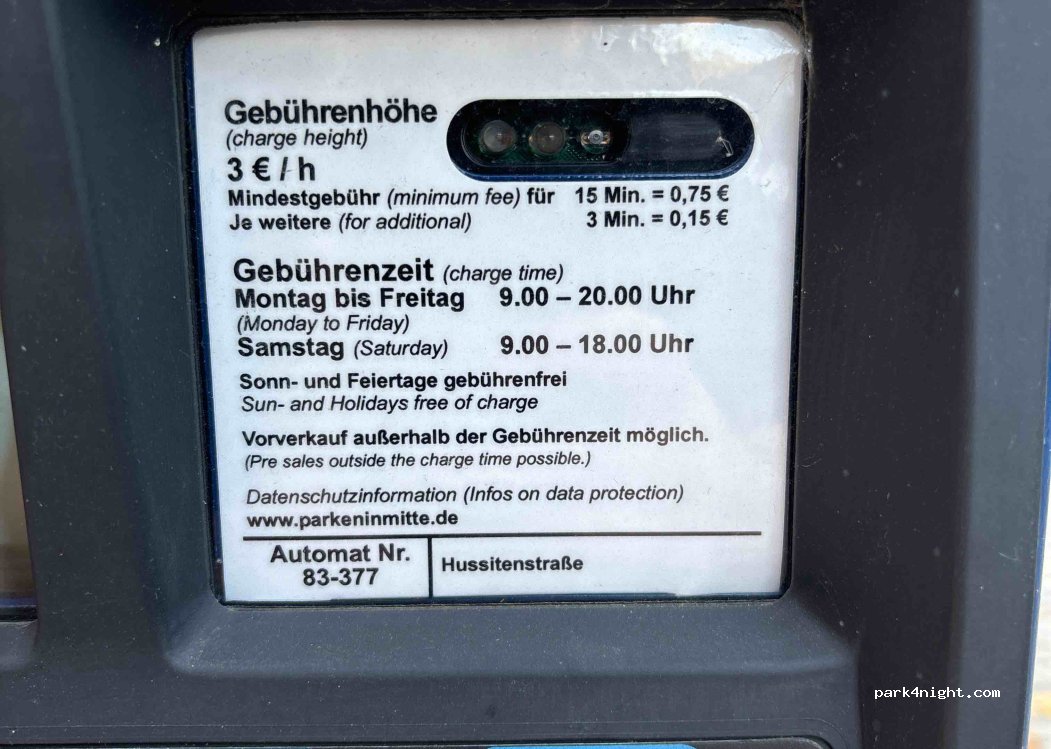 Gebührenhöhe
(charge height)
3 € / h
Mindestgebühr (minimum fee) für 15 Min. = 0,75 €
Je weitere (for additional) 3 Min. = 0,15 €
Gebührenzeit (charge time)
Montag bis Freitag 9.00 – 20.00 Uhr
(Monday to Friday)
Samstag (Saturday) 9.00 – 18.00 Uhr
Sonn- und Feiertage gebührenfrei
Sun- and Holidays free of charge
Vorverkauf außerhalb der Gebührenzeit möglich.
(Pre sales outside the charge time possible.)
Datenschutzinformation (Infos on data protection)
www.parkeninmitte.de
Automat Nr.
83-377
Hussitenstraße
park4night.com